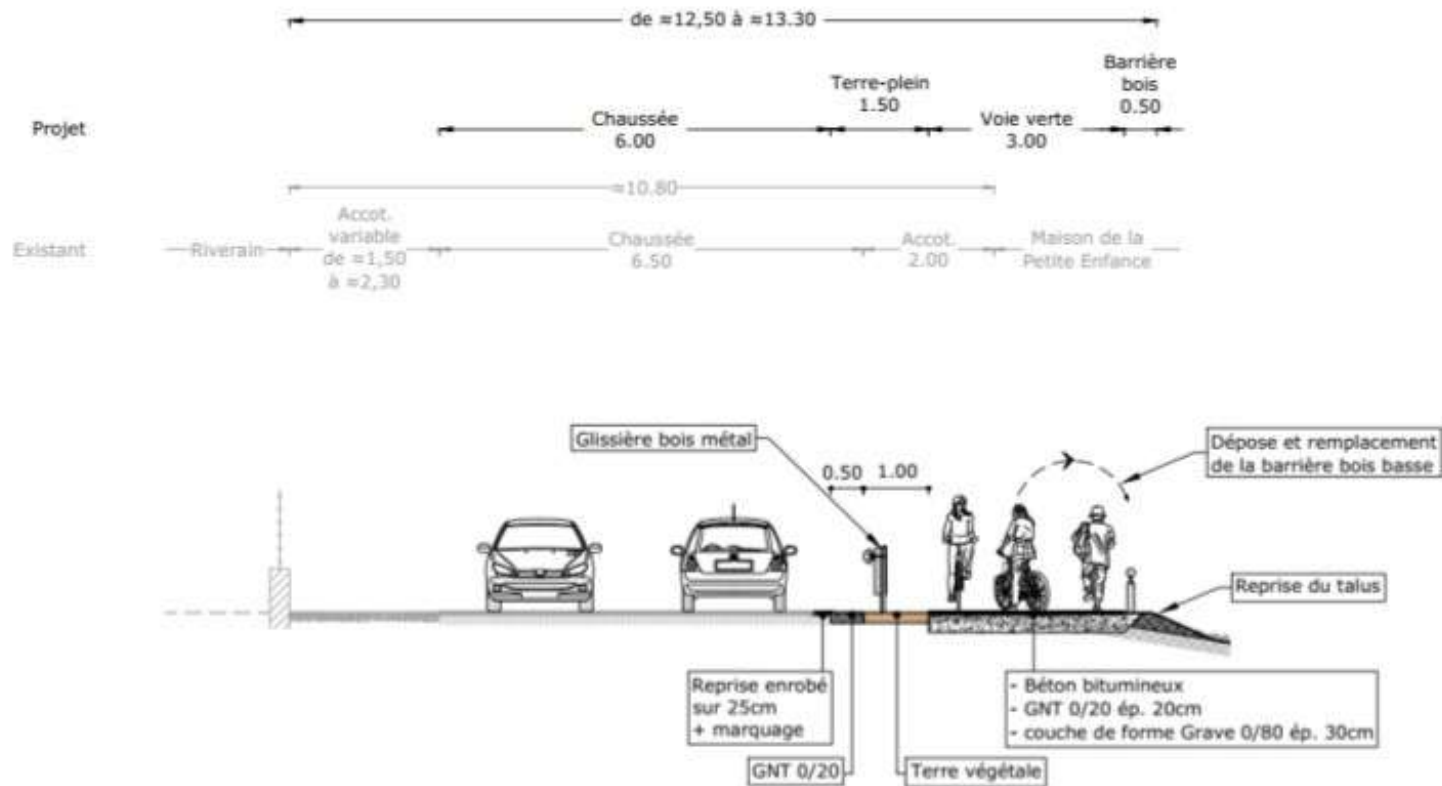 de ≈12,50 à ≈13.30
Barrière
bois
0.50
Terre-plein
1.50
Projet
Chaussée
6.00
Voie verte
3.00
≈10.80
Existant
Riverain
Accot.
variable
de ≈1,50
à ≈2,30
Chaussée
6.50
Accot.
2.00
Maison de la
Petite Enfance
Glissière bois métal
0.50
1.00
Dépose et remplacement
de la barrière bois basse
Reprise du talus
Reprise enrobé
sur 25cm
+ marquage
- Béton bitumineux
- GNT 0/20 ép. 20cm
- couche de forme Grave 0/80 ép. 30cm
GNT 0/20
Terre végétale